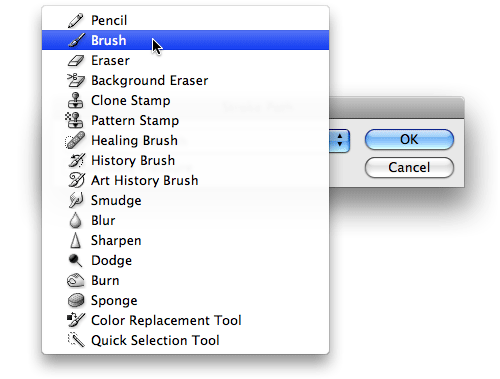 Pencil
Brush
Eraser
Background Eraser
Clone Stamp
Pattern Stamp
Healing Brush
OK
History Brush
Cancel
Art History Brush
Smudge
Blur
Sharpen
Dodge
Burn
Sponge
Color Replacement Tool
Quick Selection Tool